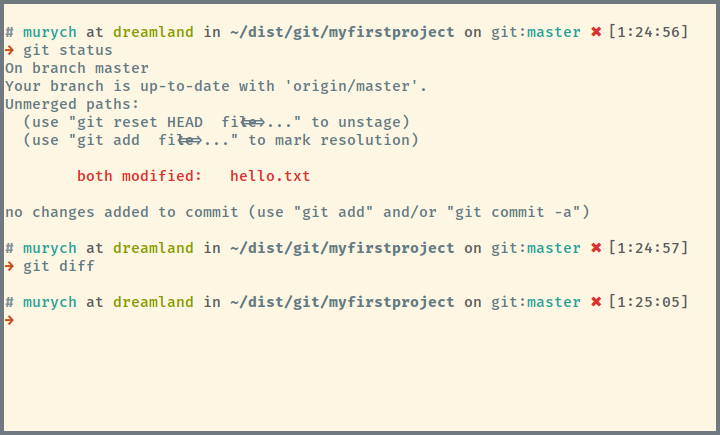 # murych at dreamland in ~/dist/git/myfirstproject on git:master ✖ [1:24:56]
→ git status
On branch master
Your branch is up-to-date with 'origin/master'.
Unmerged paths:
  (use "git reset HEAD <file>..." to unstage)
  (use "git add <file>..." to mark resolution)
        both modified:   hello.txt
no changes added to commit (use "git add" and/or "git commit -a")
# murych at dreamland in ~/dist/git/myfirstproject on git:master ✖ [1:24:57]
→ git diff
# murych at dreamland in ~/dist/git/myfirstproject on git:master ✖ [1:25:05]
→